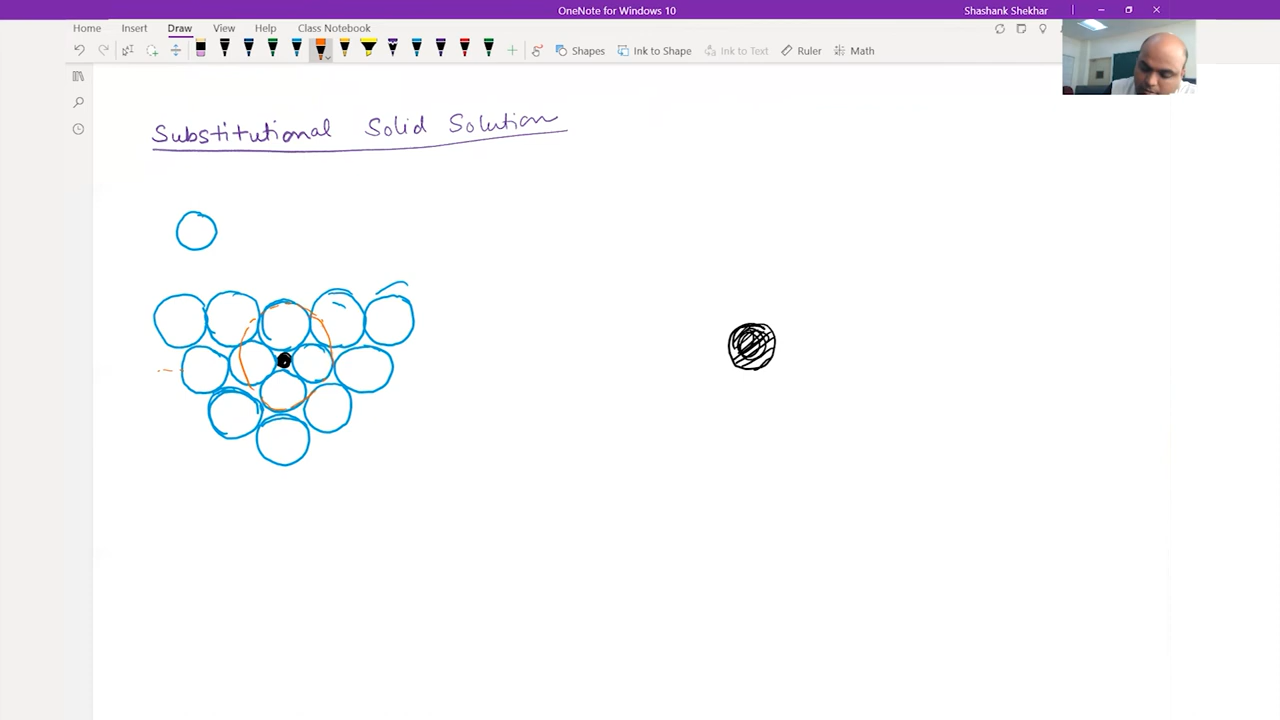 OneNote for Windows 10
Shashank Shekhar
Home Insert Draw View Help Class Notebook
Shapes Ink to Shape Ink to Text Ruler Math
Substitutional Solid Solution